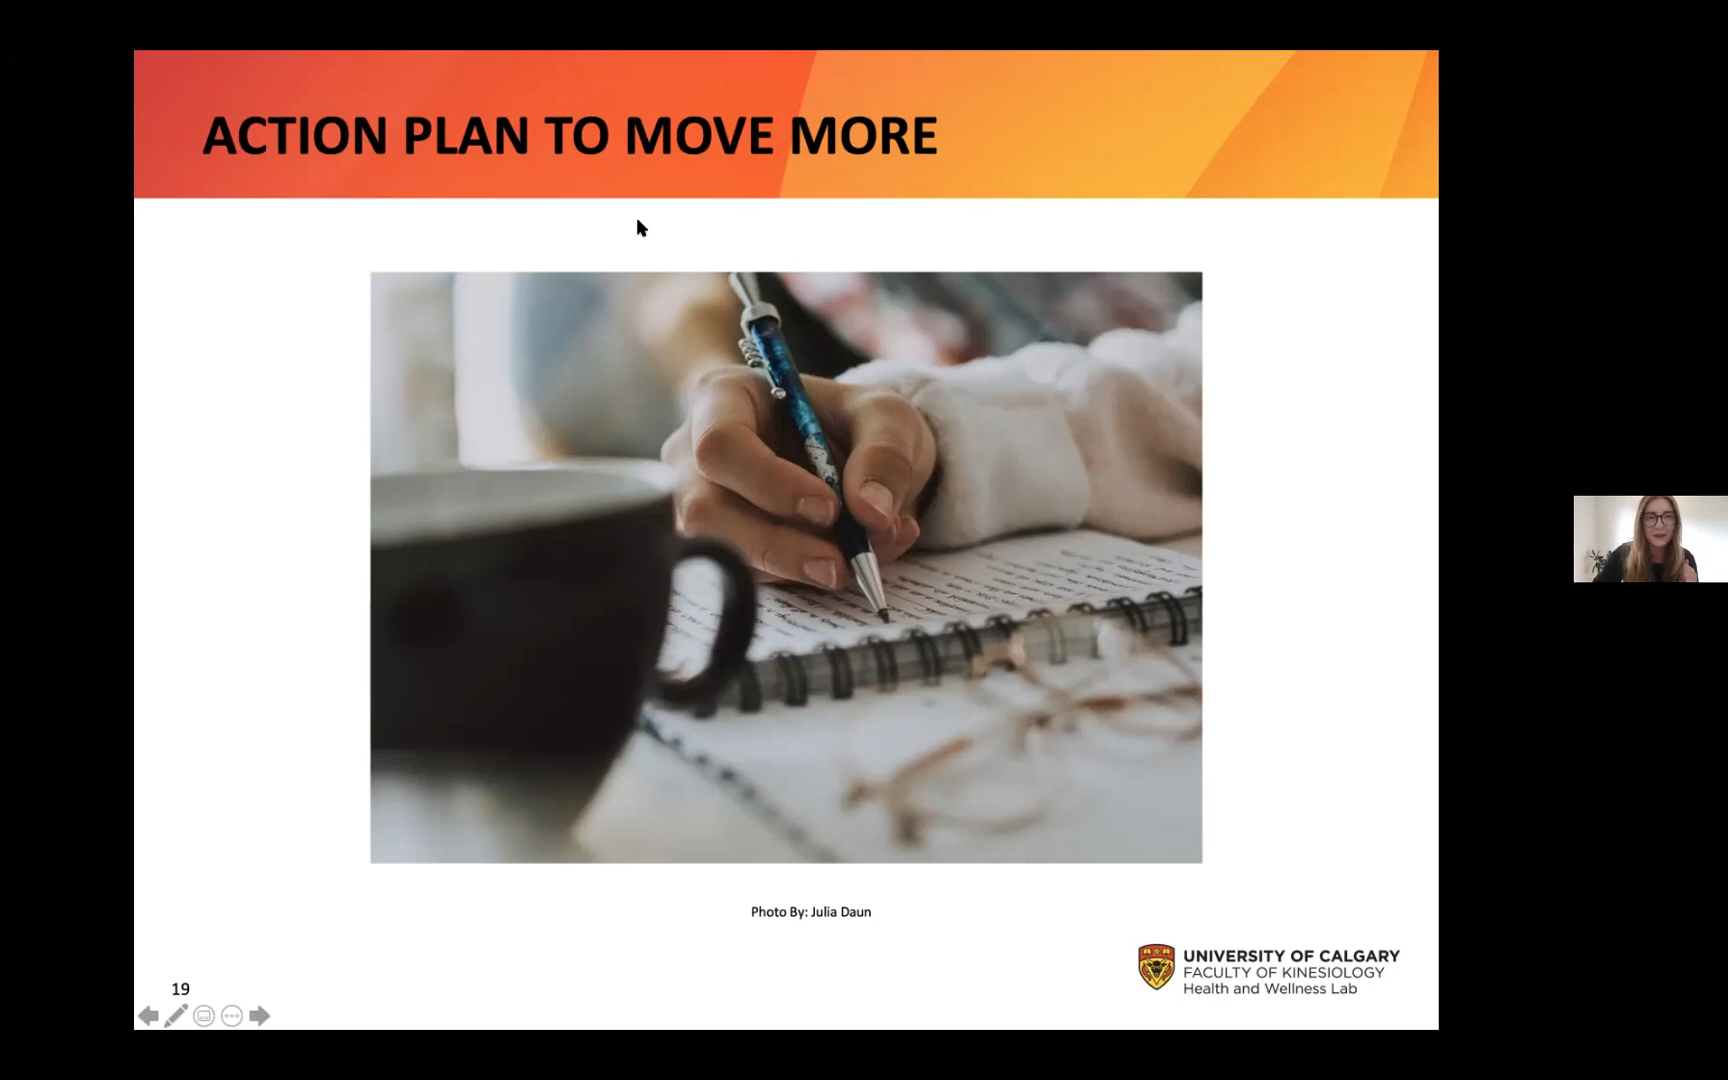 ACTION PLAN TO MOVE MORE
Photo By: Julia Daun
UNIVERSITY OF CALGARY
FACULTY OF KINESIOLOGY
Health and Wellness Lab
19